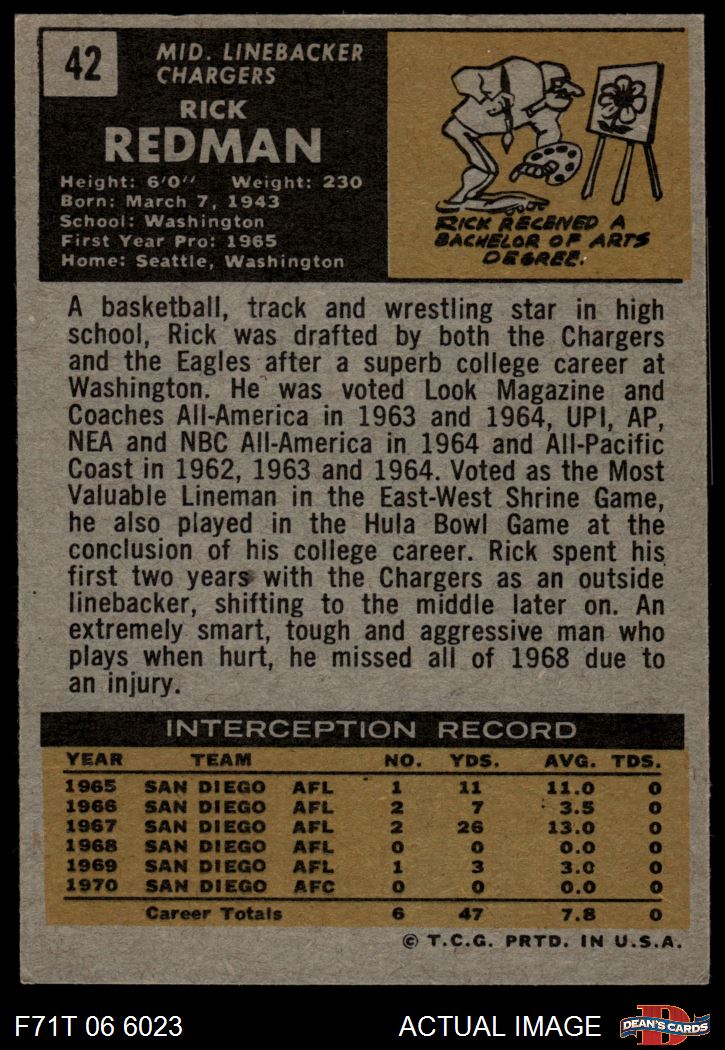 42
MID. LINEBACKER
CHARGERS
RICK
REDMAN
Height: 6'0" Weight: 230
Born: March 7, 1943
School: Washington
First Year Pro: 1965
Home: Seattle, Washington
RICK RECEIVED A
BACHELOR OF ARTS
DEGREE.
A basketball, track and wrestling star in high
school, Rick was drafted by both the Chargers
and the Eagles after a superb college career at
Washington. He was voted Look Magazine and
Coaches All-America in 1963 and 1964, UPI, AP,
NEA and NBC All-America in 1964 and All-Pacific
Coast in 1962, 1963 and 1964. Voted as the Most
Valuable Lineman in the East-West Shrine Game,
he also played in the Hula Bowl Game at the
conclusion of his college career. Rick spent his
first two years with the Chargers as an outside
linebacker, shifting to the middle later on. An
extremely smart, tough and aggressive man who
plays when hurt, he missed all of 1968 due to
an injury.
INTERCEPTION RECORD
YEAR TEAM NO. YDS. AVG. TDS.
1965 SAN DIEGO AFL 1 11 11.0 0
1966 SAN DIEGO AFL 2 7 3.5 0
1967 SAN DIEGO AFL 2 26 13.0 0
1968 SAN DIEGO AFL 0 0 0.0 0
1969 SAN DIEGO AFL 1 3 3.0 0
1970 SAN DIEGO AFC 0 0 0.0 0
Career Totals 6 47 7.8 0
© T.C.G. PRTD. IN U.S.A.
F71T 06 6023 ACTUAL IMAGE D DEAN'S CARDS